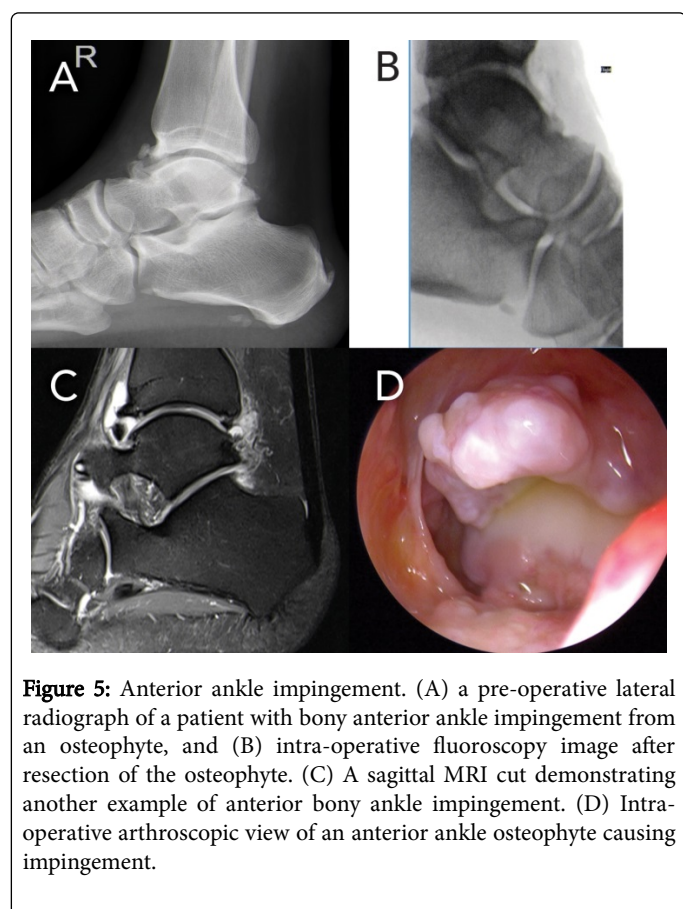 A R
B
C
D
Figure 5: Anterior ankle impingement. (A) a pre-operative lateral
radiograph of a patient with bony anterior ankle impingement from
an osteophyte, and (B) intra-operative fluoroscopy image after
resection of the osteophyte. (C) A sagittal MRI cut demonstrating
another example of anterior bony ankle impingement. (D) Intra-
operative arthroscopic view of an anterior ankle osteophyte causing
impingement.